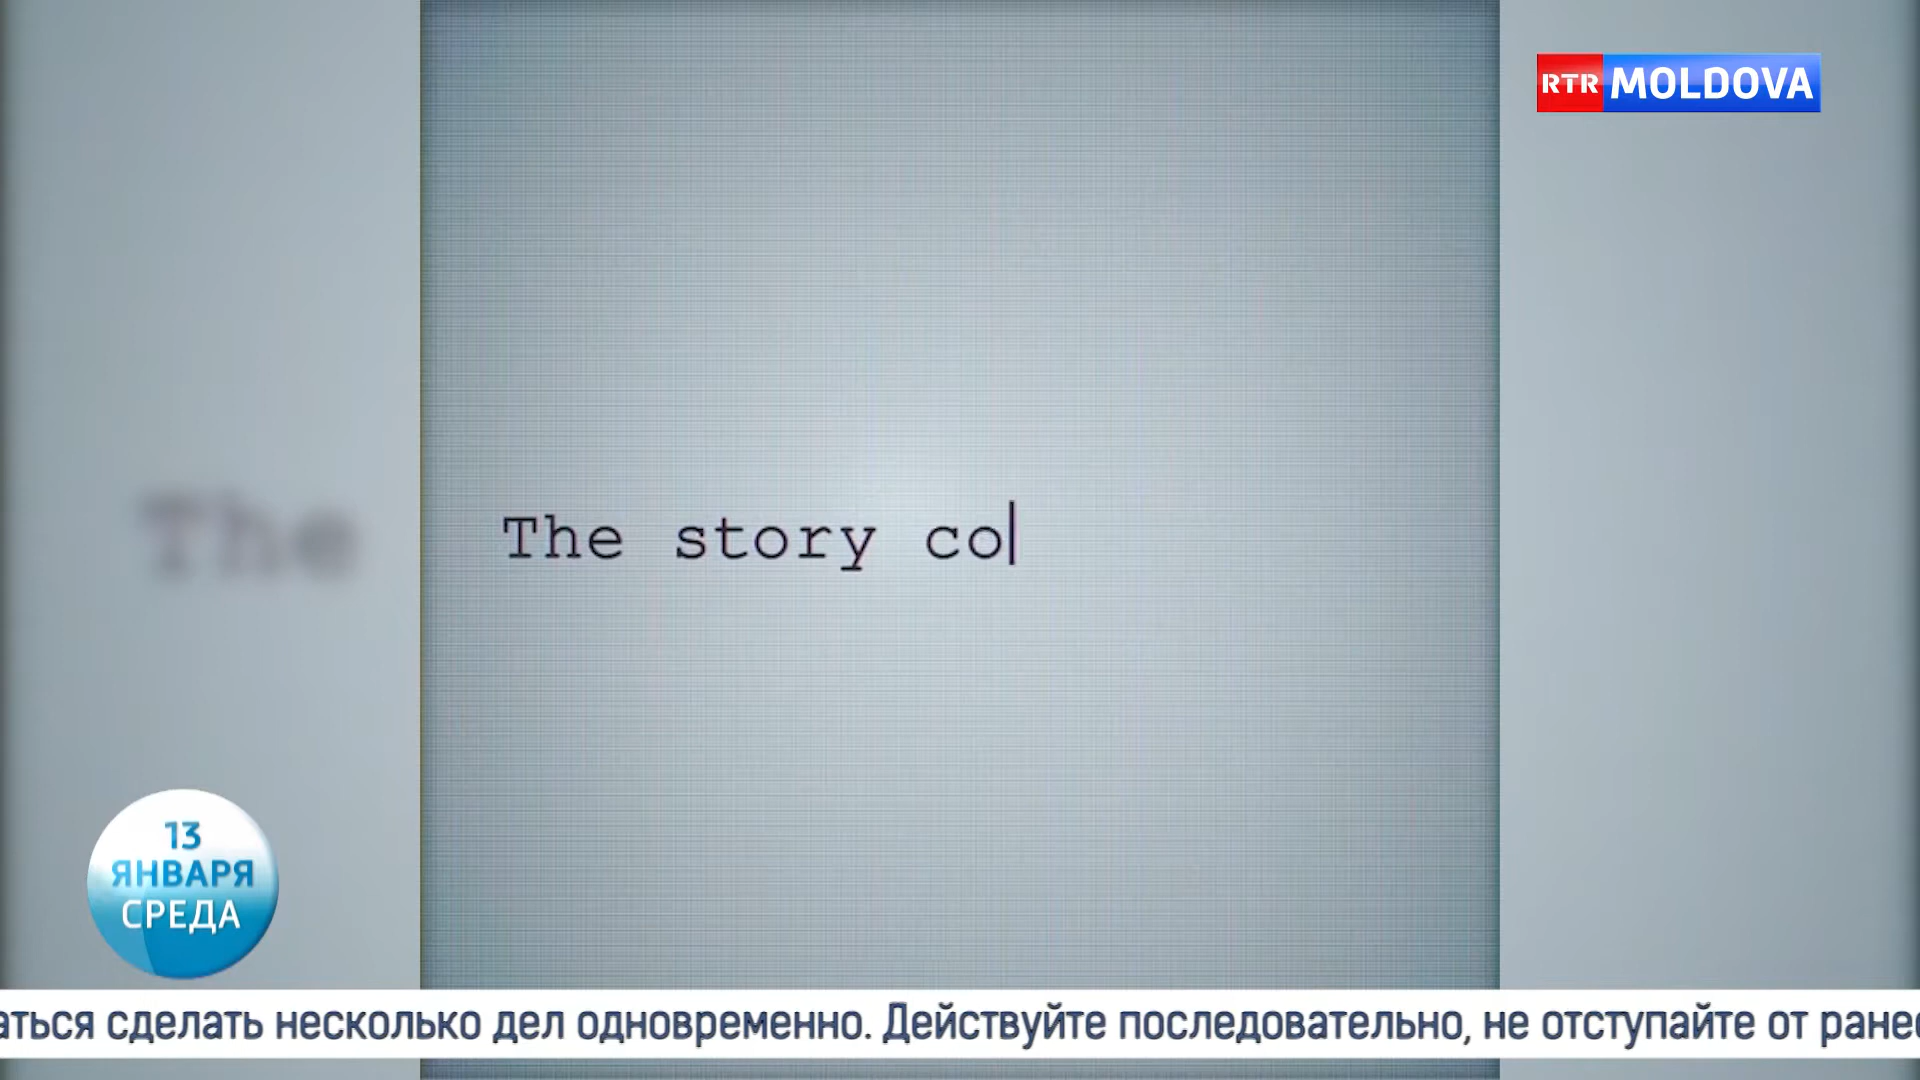 RTR MOLDOVA
The
The story co
13
ЯНВАРЯ
СРЕДА
аться сделать несколько дел одновременно. Действуйте последовательно, не отступайте от ранее